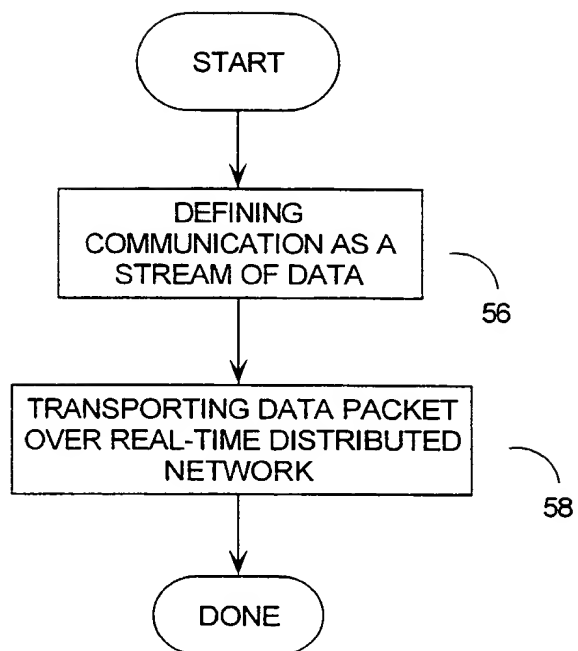 START
DEFINING
COMMUNICATION AS A
STREAM OF DATA
56
TRANSPORTING DATA PACKET
OVER REAL-TIME DISTRIBUTED
NETWORK
58
DONE